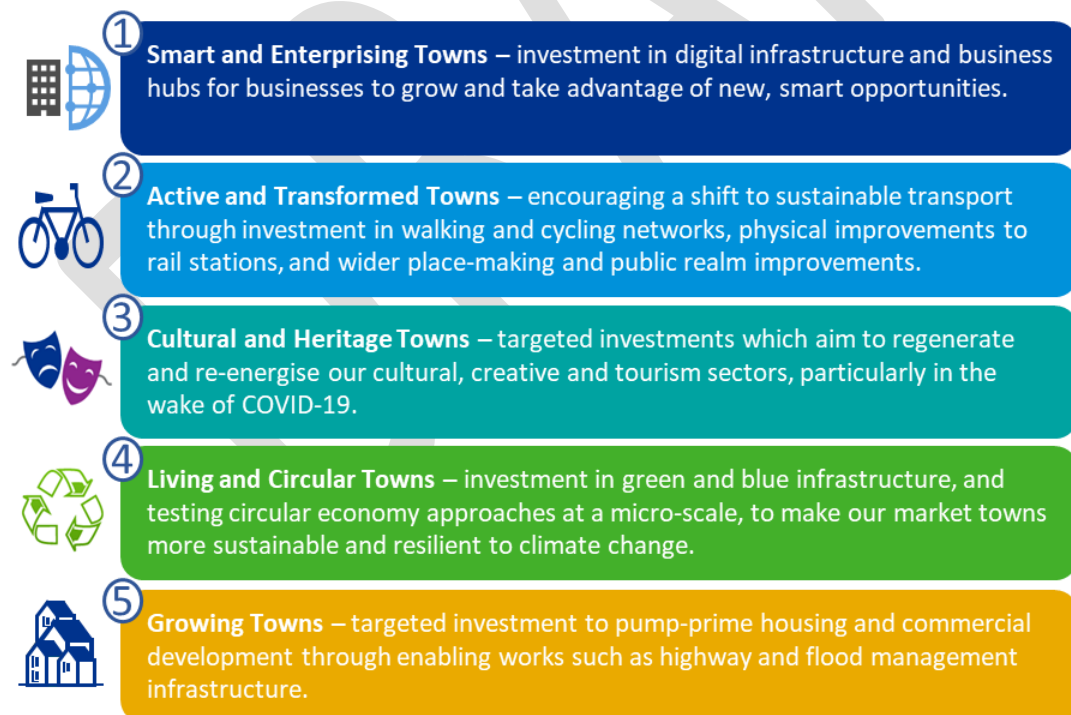 1
Smart and Enterprising Towns – investment in digital infrastructure and business
hubs for businesses to grow and take advantage of new, smart opportunities.
2
Active and Transformed Towns – encouraging a shift to sustainable transport
through investment in walking and cycling networks, physical improvements to
rail stations, and wider place-making and public realm improvements.
3
Cultural and Heritage Towns – targeted investments which aim to regenerate
and re-energise our cultural, creative and tourism sectors, particularly in the
wake of COVID-19.
4
Living and Circular Towns – investment in green and blue infrastructure, and
testing circular economy approaches at a micro-scale, to make our market towns
more sustainable and resilient to climate change.
5
Growing Towns – targeted investment to pump-prime housing and commercial
development through enabling works such as highway and flood management
infrastructure.